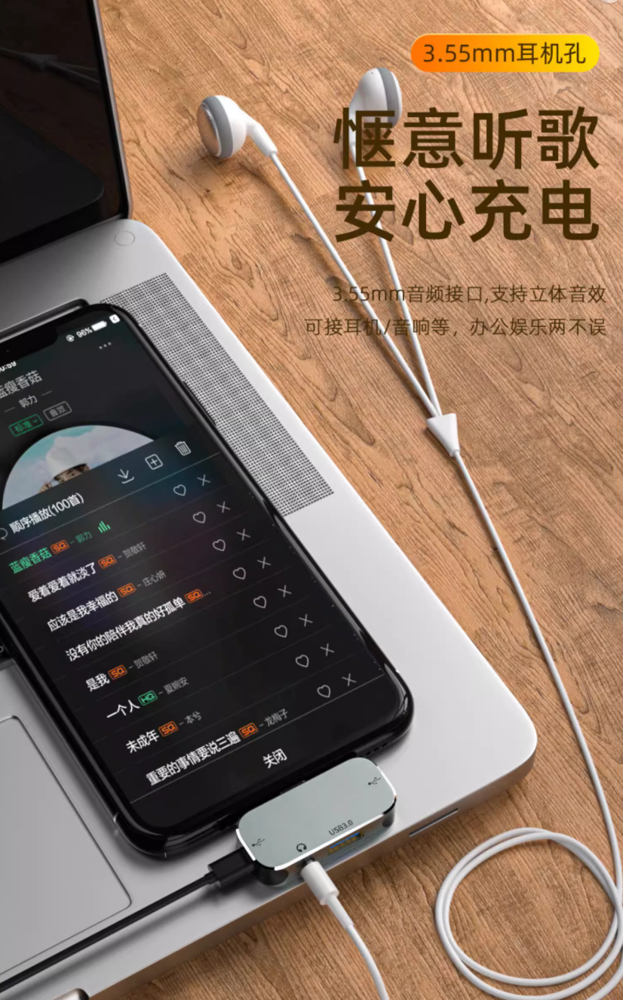 3.55mm耳机孔
惬意听歌
安心充电
3.55mm音频接口,支持立体音效
可接耳机/音响等，办公娱乐两不误
96%
蓝瘦香菇
— 郭力 —
标准 音效
顺序播放(100首)
蓝瘦香菇 SQ - 郭力
爱着爱着就淡了 SQ - 贺敬轩
应该是我幸福的 SQ - 庄心妍
没有你的陪伴我真的好孤单 SQ...
是我 SQ - 贺敬轩
一个人 HQ - 夏婉安
未成年 SQ - 本兮
重要的事情要说三遍 SQ - 龙梅子
关闭
USB3.0